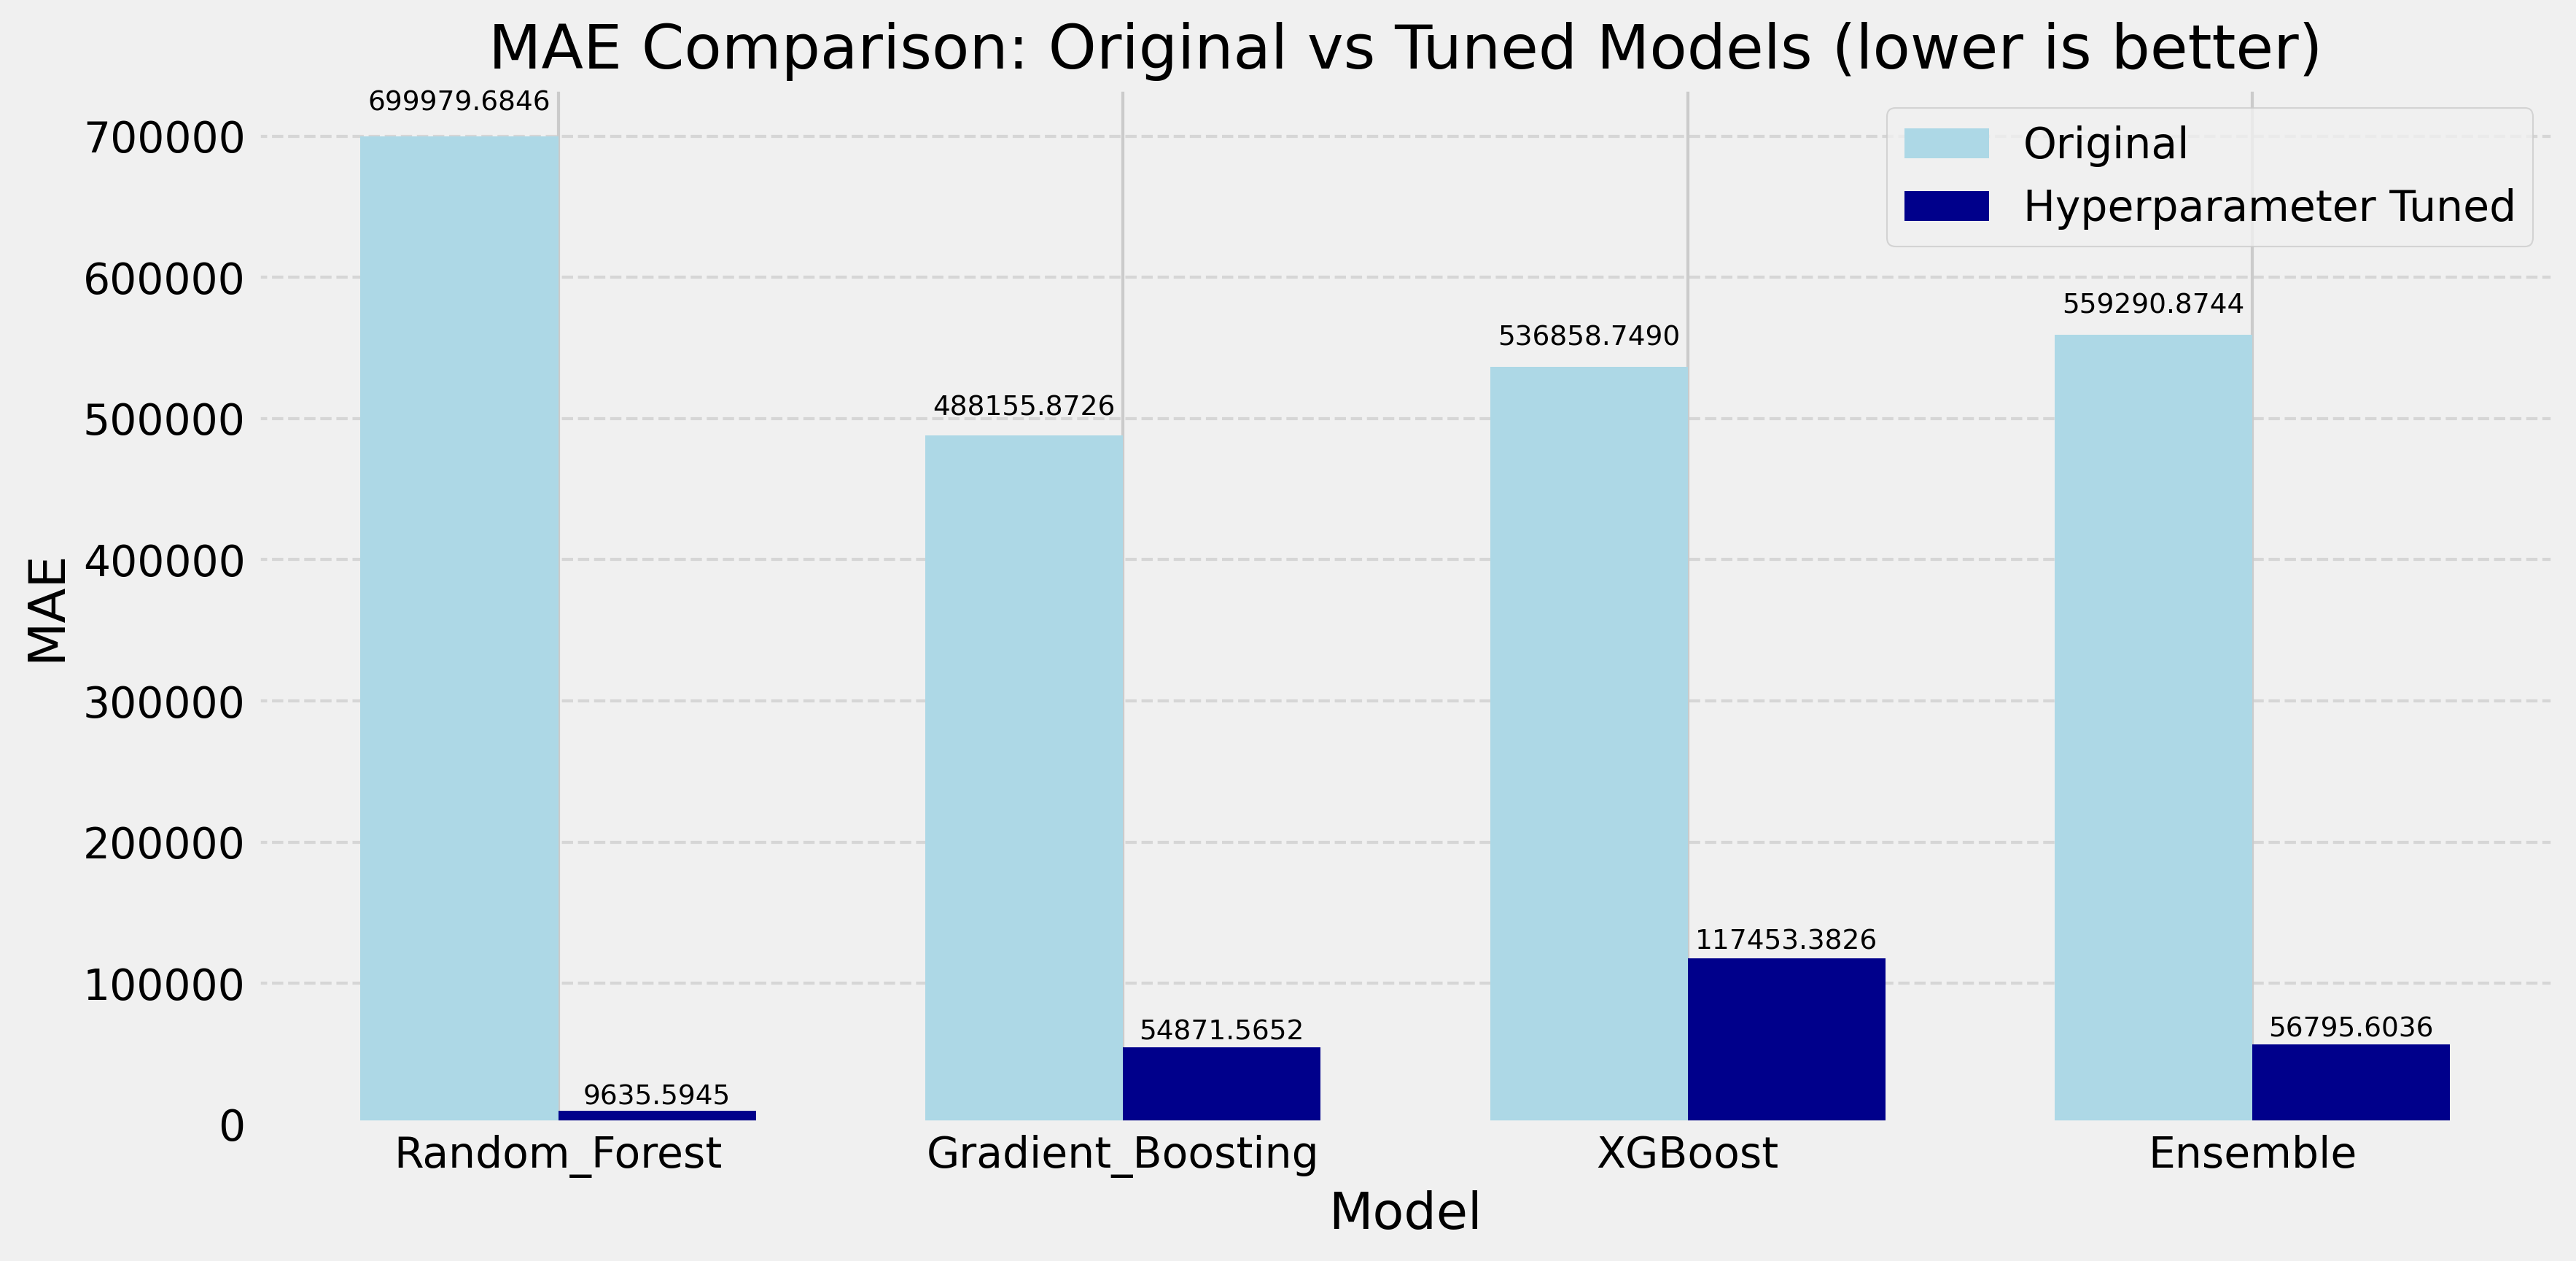 MAE Comparison: Original vs Tuned Models (lower is better)
Original
Hyperparameter Tuned
MAE
700000
600000
500000
400000
300000
200000
100000
0
699979.6846
9635.5945
488155.8726
54871.5652
536858.7490
117453.3826
559290.8744
56795.6036
Random_Forest
Gradient_Boosting
XGBoost
Ensemble
Model